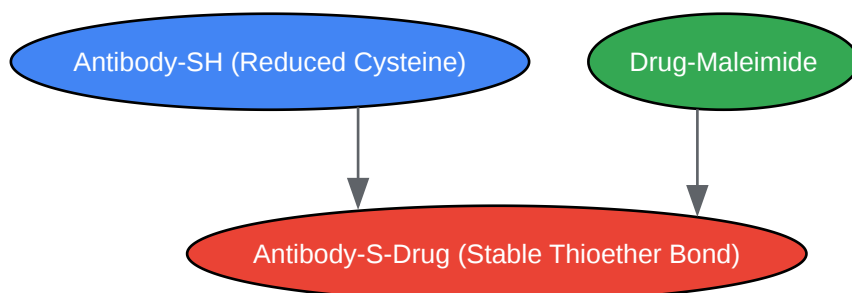 Antibody-SH (Reduced Cysteine)
Drug-Maleimide
Antibody-S-Drug (Stable Thioether Bond)